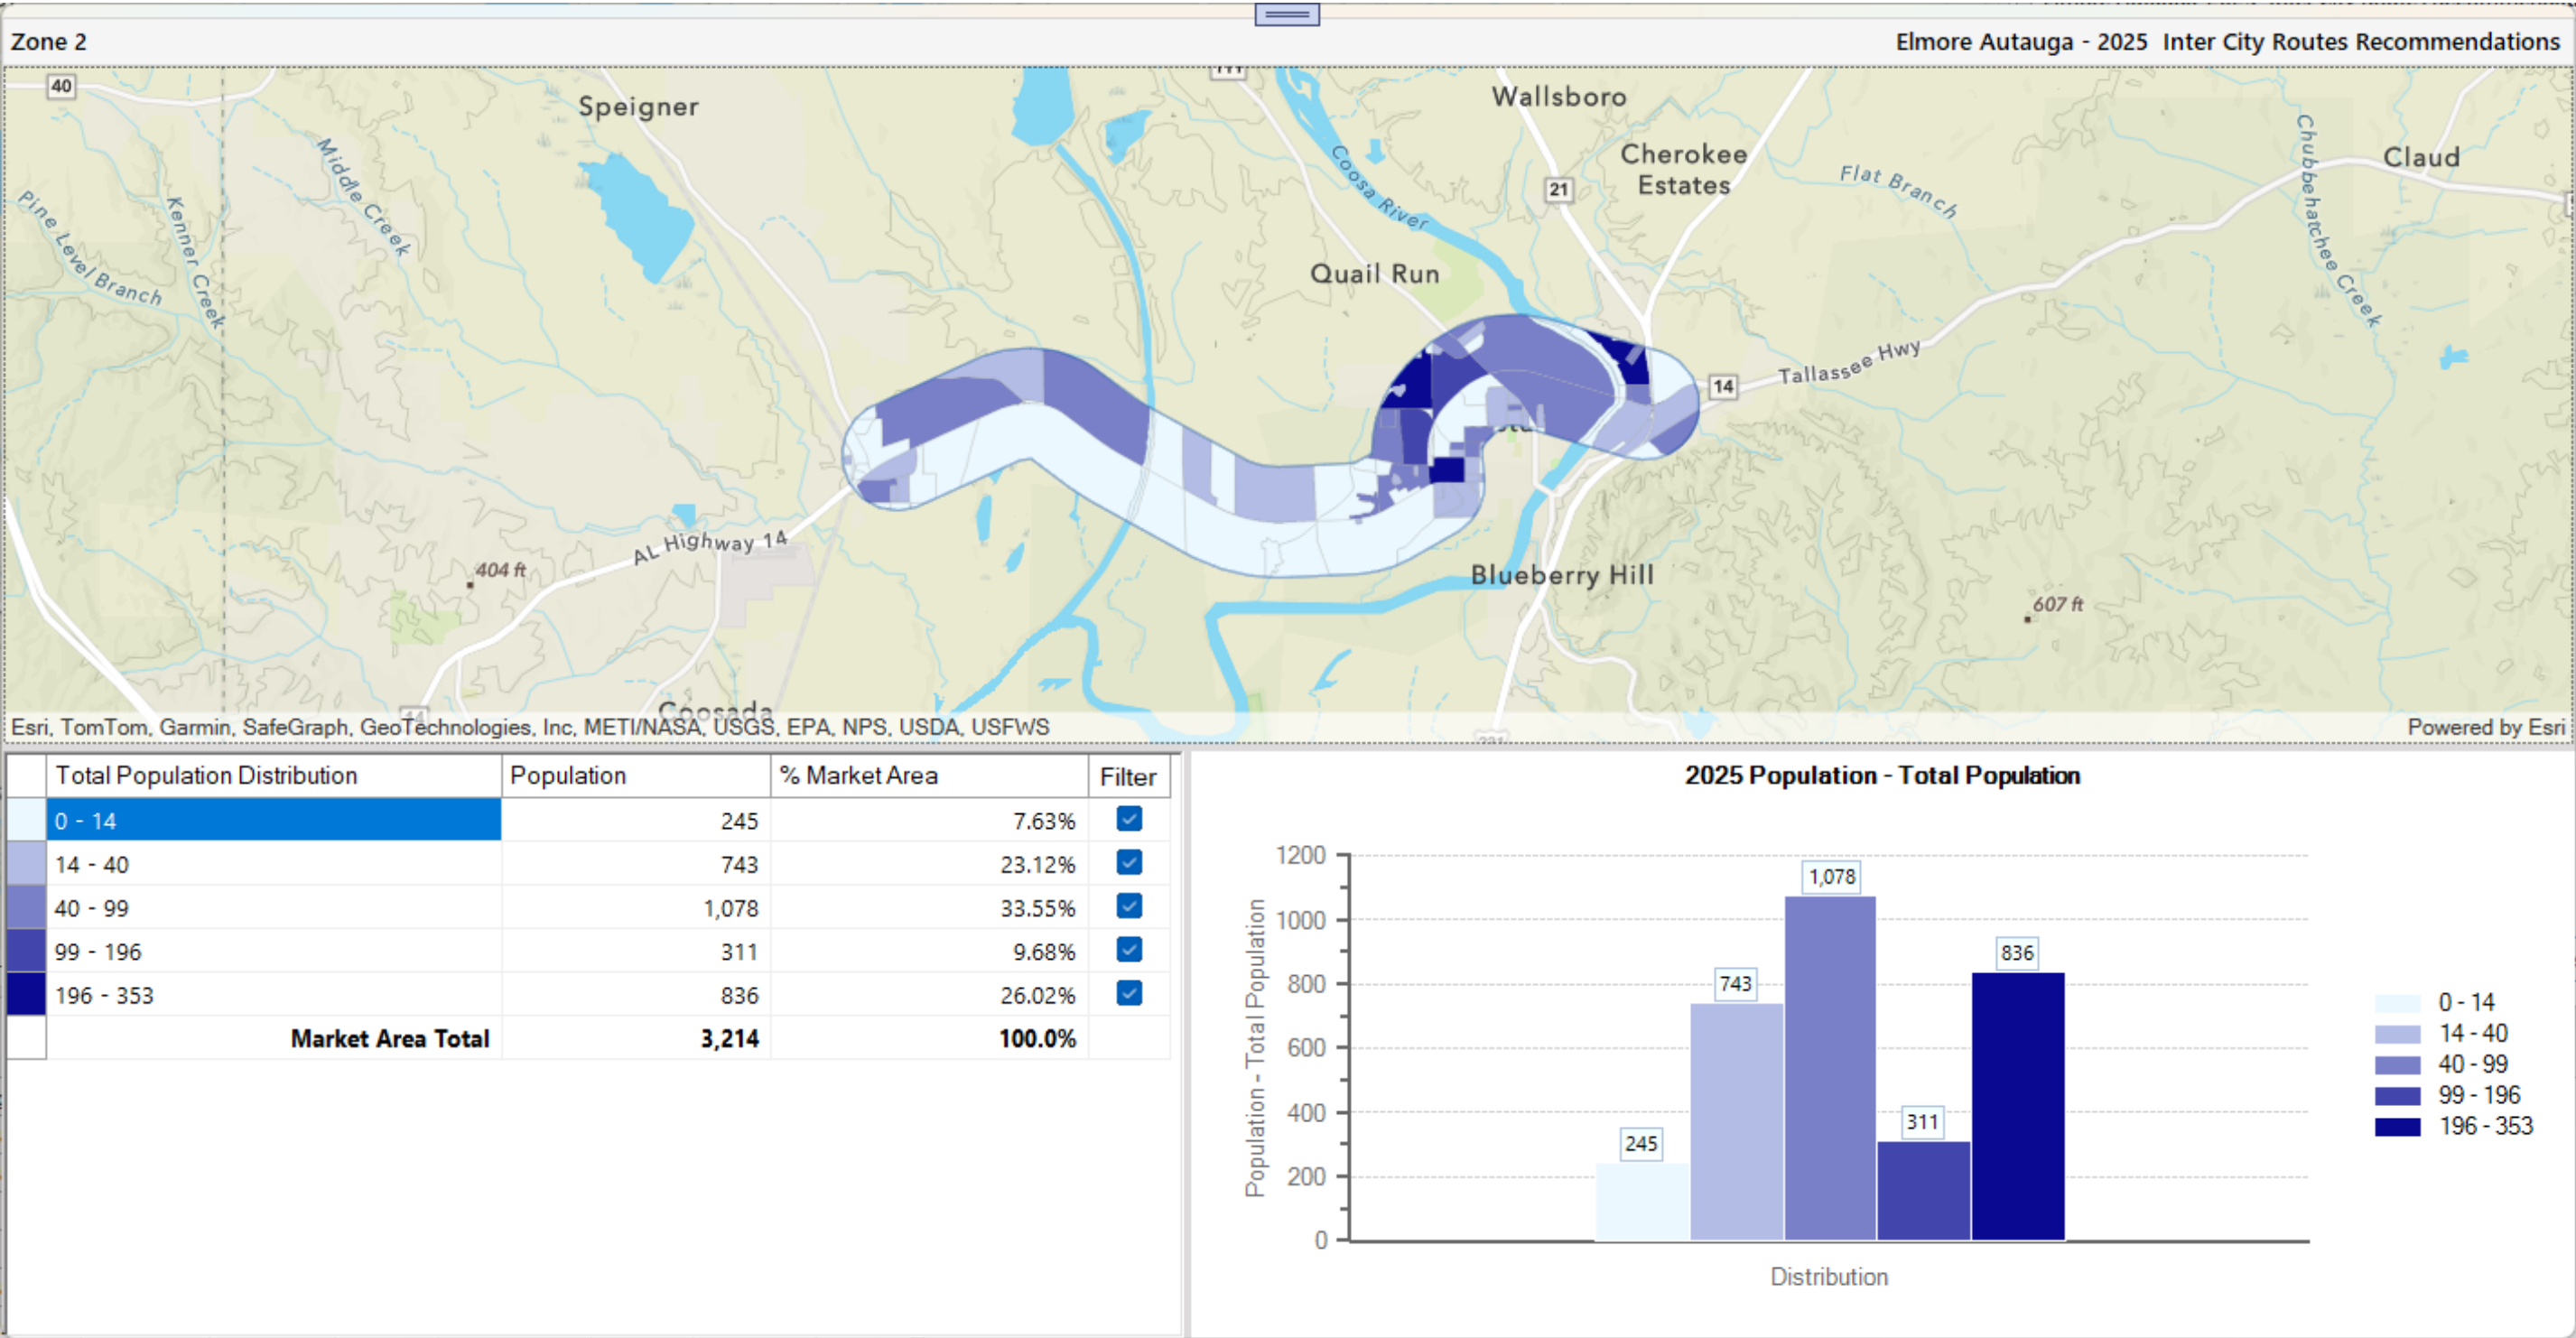 Zone 2
Elmore Autauga - 2025 Inter City Routes Recommendations
40
Speigner
Wallsboro
Cherokee
Estates
Claud
21
Middle Creek
Coosa River
Flat Branch
Chubbehatchee Creek
Pine Level Branch
Kenner Creek
Quail Run
14
Tallassee Hwy
AL Highway 14
404 ft
Blueberry Hill
607 ft
Coosada
14
Esri, TomTom, Garmin, SafeGraph, GeoTechnologies, Inc, METI/NASA, USGS, EPA, NPS, USDA, USFWS
Powered by Esri
Total Population Distribution Population % Market Area Filter
0 - 14 245 7.63%
14 - 40 743 23.12%
40 - 99 1,078 33.55%
99 - 196 311 9.68%
196 - 353 836 26.02%
Market Area Total 3,214 100.0%
2025 Population - Total Population
Population - Total Population
1200
1000
800
600
400
200
0
245
743
1,078
311
836
Distribution
0 - 14
14 - 40
40 - 99
99 - 196
196 - 353